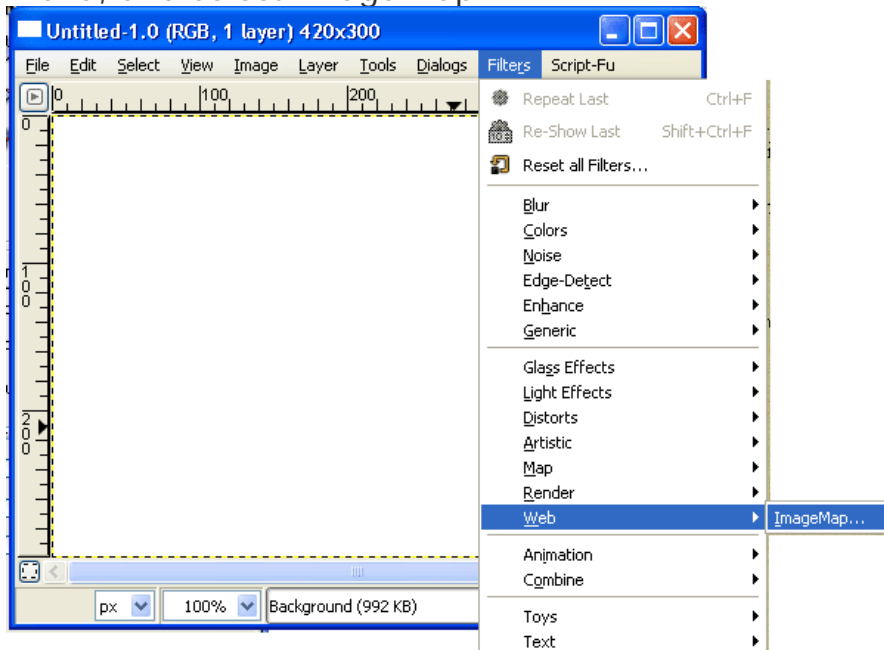 Untitled-1.0 (RGB, 1 layer) 420x300
File Edit Select View Image Layer Tools Dialogs Filters Script-Fu
0 100 200
Repeat Last Ctrl+F
Re-Show Last Shift+Ctrl+F
Reset all Filters...
Blur
Colors
Noise
Edge-Detect
Enhance
Generic
Glass Effects
Light Effects
Distorts
Artistic
Map
Render
Web
ImageMap...
Animation
Combine
Toys
Text
0
100
200
px 100% Background (992 KB)